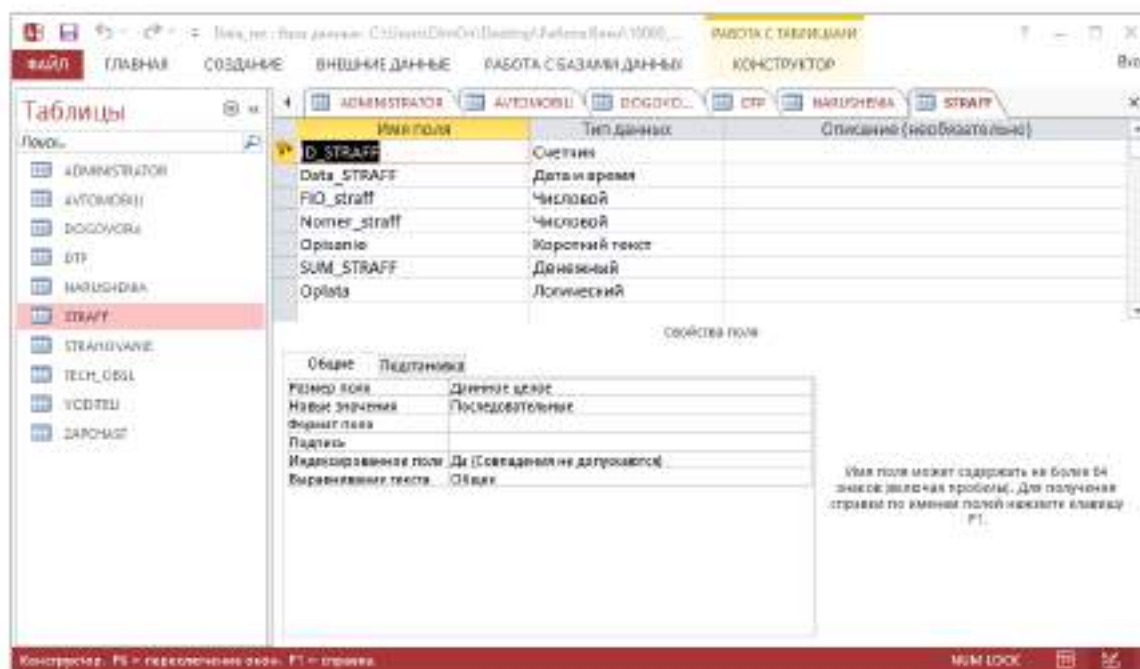 РАБОТА С ТАБЛИЦАМИ
ФАЙЛ ГЛАВНАЯ СОЗДАНИЕ ВНЕШНИЕ ДАННЫЕ РАБОТА С БАЗАМИ ДАННЫХ КОНСТРУКТОР
Таблицы
Поиск...
ADMINISTRATOR
AVTOMOBILI
DOGOVORA
DTP
NARUSHENIA
STRAFF
STRAHOVANIE
TECH_OBSL
VODITELI
ZAPCHAST
ADMINISTRATOR AVTOMOBILI DOGOVO... DTP NARUSHENIA STRAFF
Имя поля Тип данных Описание (необязательно)
ID_STRAFF Счетчик
Data_STRAFF Дата и время
FIO_straff Числовой
Nomer_straff Числовой
Opisanie Короткий текст
SUM_STRAFF Денежный
Oplata Логический
Свойства поля
Общие Подстановка
Размер поля Длинное целое
Новые значения Последовательные
Формат поля
Подпись
Индексированное поле Да (Совпадения не допускаются)
Выравнивание текста Общее
Имя поля может содержать не более 64
знаков (включая пробелы). Для получения
справки по именам полей нажмите клавишу
F1.
Конструктор. F6 = переключение окон. F1 = справка. NUM LOCK